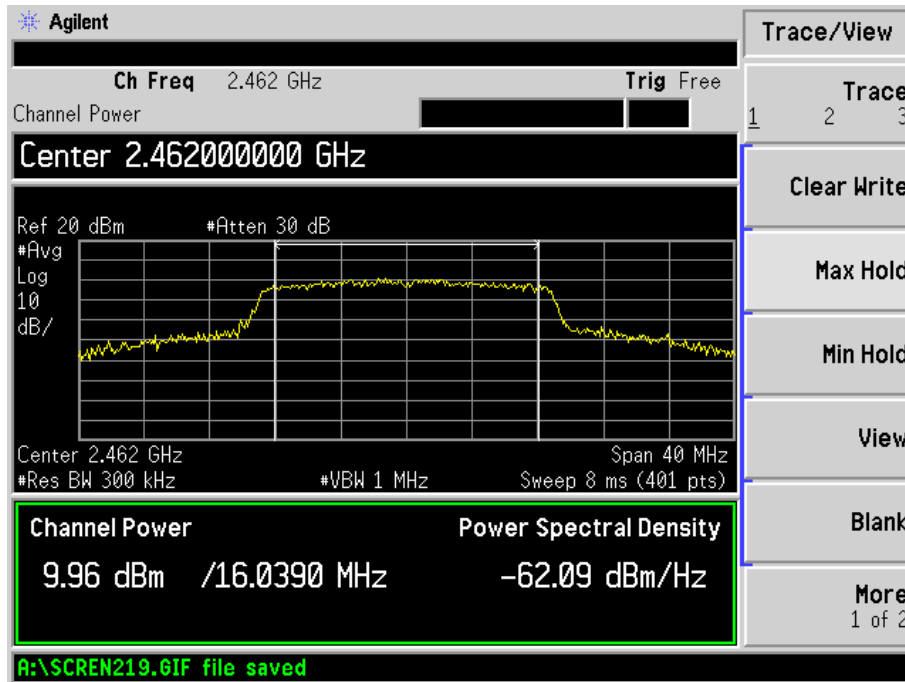 Agilent
Trace/View
Ch Freq 2.462 GHz Trig Free
Channel Power
Trace
1 2 3
Center 2.462000000 GHz
Clear Write
Ref 20 dBm #Atten 30 dB
#Avg
Log
10
dB/
Max Hold
Min Hold
View
Center 2.462 GHz Span 40 MHz
#Res BW 300 kHz #VBW 1 MHz Sweep 8 ms (401 pts)
Channel Power Power Spectral Density
9.96 dBm /16.0390 MHz -62.09 dBm/Hz
Blank
More
1 of 2
A:\SCREN219.GIF file saved